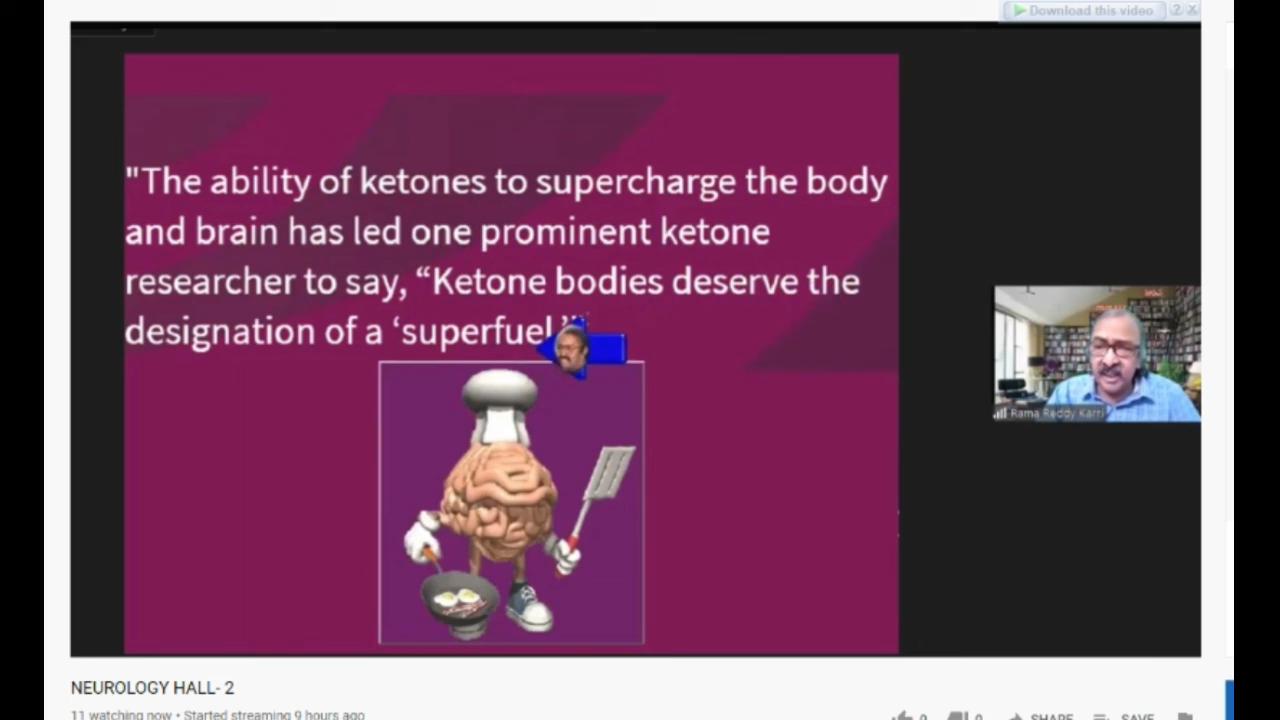 Download this video ? X
"The ability of ketones to supercharge the body
and brain has led one prominent ketone
researcher to say, “Ketone bodies deserve the
designation of a ‘superfuel
Rama Reddy Karri
NEUROLOGY HALL- 2
11 watching now • Started streaming 9 hours ago
0 0 SHARE SAVE